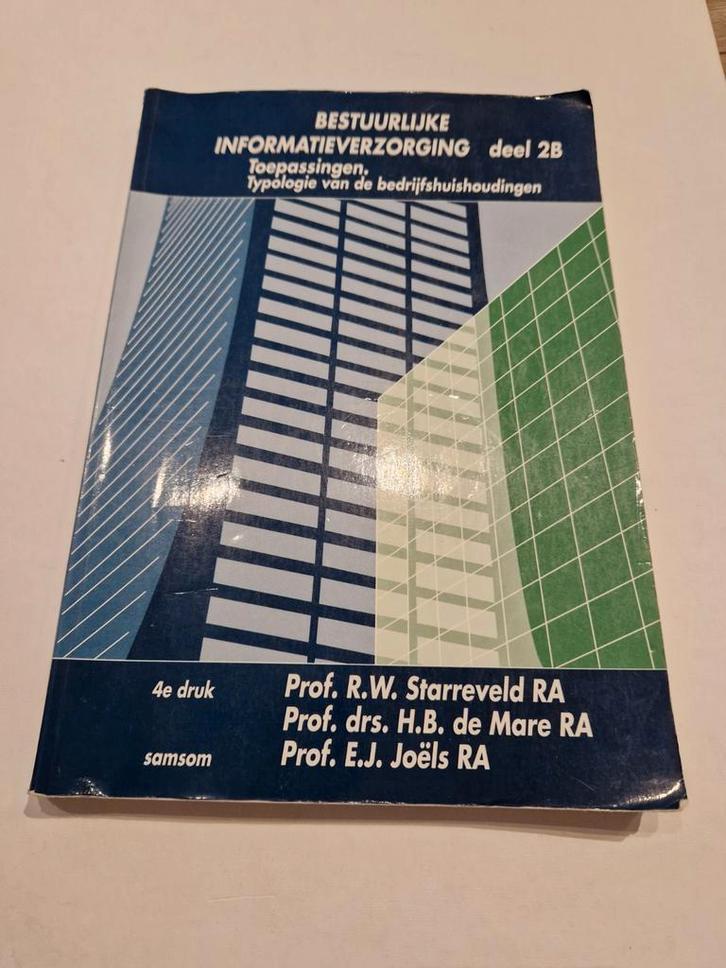 BESTUURLIJKE
INFORMATIEVERZORGING deel 2B
Toepassingen,
Typologie van de bedrijfshuishoudingen
4e druk
Prof. R.W. Starreveld RA
Prof. drs. H.B. de Mare RA
samsom
Prof. E.J. Joëls RA